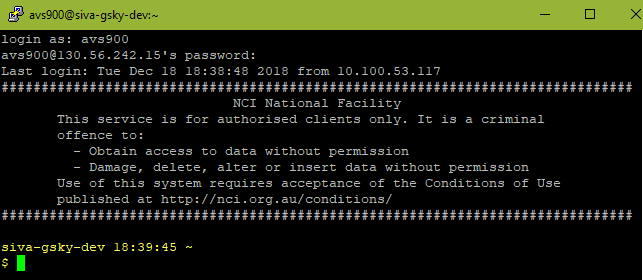 avs900@siva-gsky-dev:~
login as: avs900
avs900@130.56.242.15's password:
Last login: Tue Dec 18 18:38:48 2018 from 10.100.53.117
###############################################################################
NCI National Facility
This service is for authorised clients only. It is a criminal
offence to:
- Obtain access to data without permission
- Damage, delete, alter or insert data without permission
Use of this system requires acceptance of the Conditions of Use
published at http://nci.org.au/conditions/
###############################################################################
siva-gsky-dev 18:39:45 ~
$